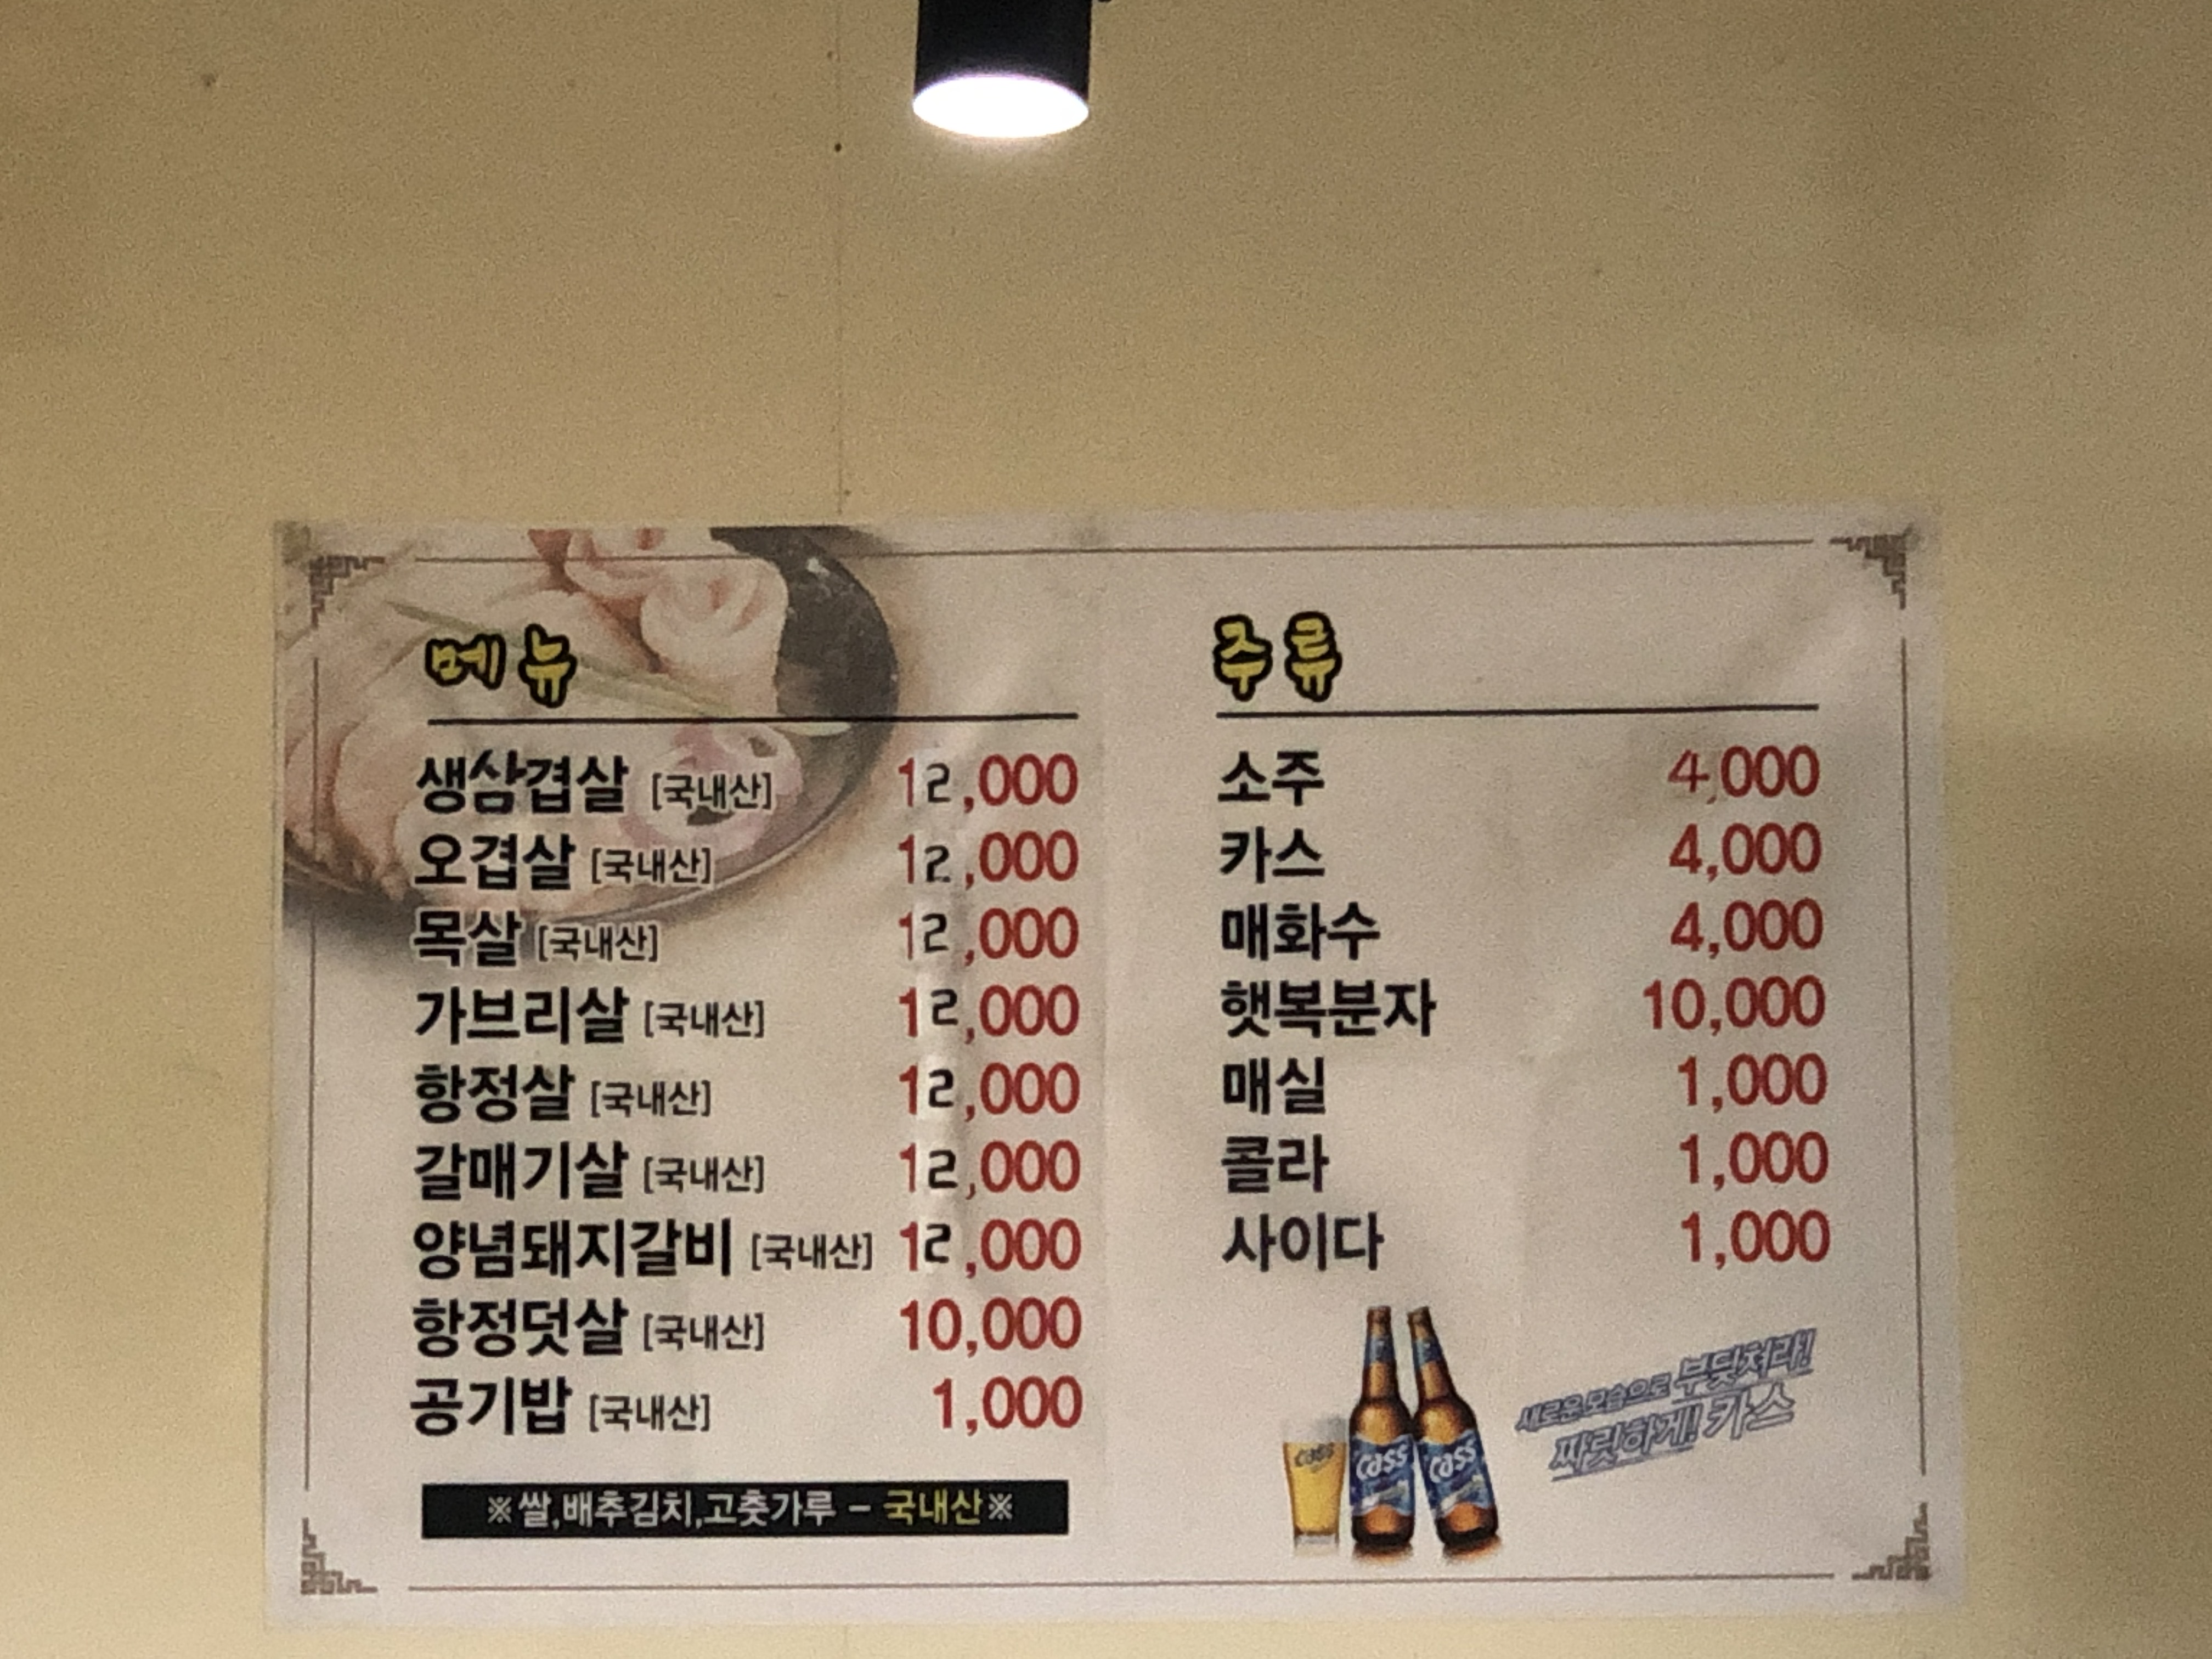 메뉴
생삼겹살 [국내산] 12,000
오겹살 [국내산] 12,000
목살 [국내산] 12,000
가브리살 [국내산] 12,000
항정살 [국내산] 12,000
갈매기살 [국내산] 12,000
양념돼지갈비 [국내산] 12,000
항정덧살 [국내산] 10,000
공기밥 [국내산] 1,000
※쌀,배추김치,고춧가루 - 국내산※
주류
소주 4,000
카스 4,000
매화수 4,000
햇복분자 10,000
매실 1,000
콜라 1,000
사이다 1,000
Cass
Cass Cass
새로운 모습으로 부딪쳐라!
짜릿하게! 카스